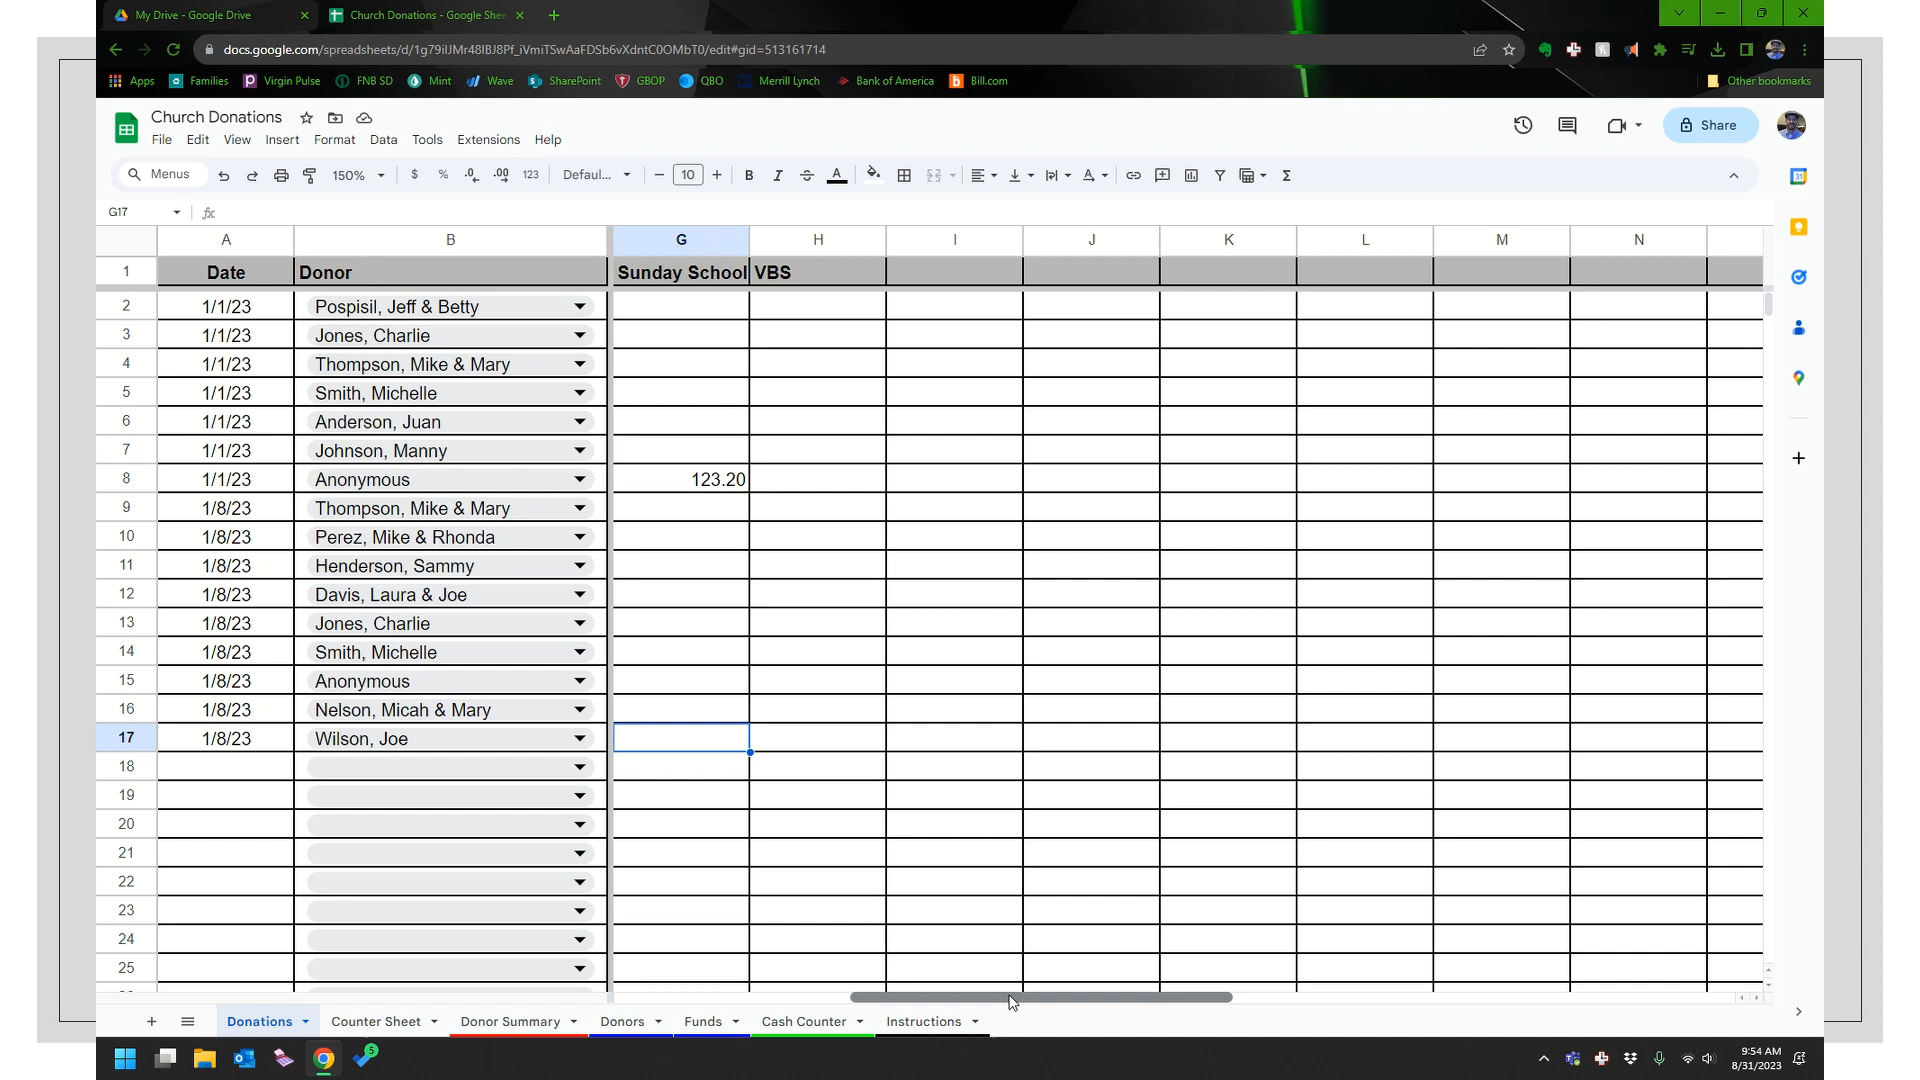 My Drive - Google Drive
Church Donations - Google Shee
docs.google.com/spreadsheets/d/1g79iIJMr48lBJ8Pf_iVmiTSwAaFDSb6vXdntC0OMbT0/edit#gid=513161714
Apps Families Virgin Pulse FNB SD Mint Wave SharePoint GBOP QBO Merrill Lynch Bank of America Bill.com Other bookmarks
Church Donations
File Edit View Insert Format Data Tools Extensions Help
Share
Menus 150% $ % .0 .00 123 Defaul... − 10 + B I A Σ
31
G17 fx
A B G H I J K L M N
1 Date Donor Sunday School VBS
2 1/1/23 Pospisil, Jeff & Betty
3 1/1/23 Jones, Charlie
4 1/1/23 Thompson, Mike & Mary
5 1/1/23 Smith, Michelle
6 1/1/23 Anderson, Juan
7 1/1/23 Johnson, Manny
8 1/1/23 Anonymous 123.20
9 1/8/23 Thompson, Mike & Mary
10 1/8/23 Perez, Mike & Rhonda
11 1/8/23 Henderson, Sammy
12 1/8/23 Davis, Laura & Joe
13 1/8/23 Jones, Charlie
14 1/8/23 Smith, Michelle
15 1/8/23 Anonymous
16 1/8/23 Nelson, Micah & Mary
17 1/8/23 Wilson, Joe
18
19
20
21
22
23
24
25
Donations Counter Sheet Donor Summary Donors Funds Cash Counter Instructions
5
9:54 AM
8/31/2023